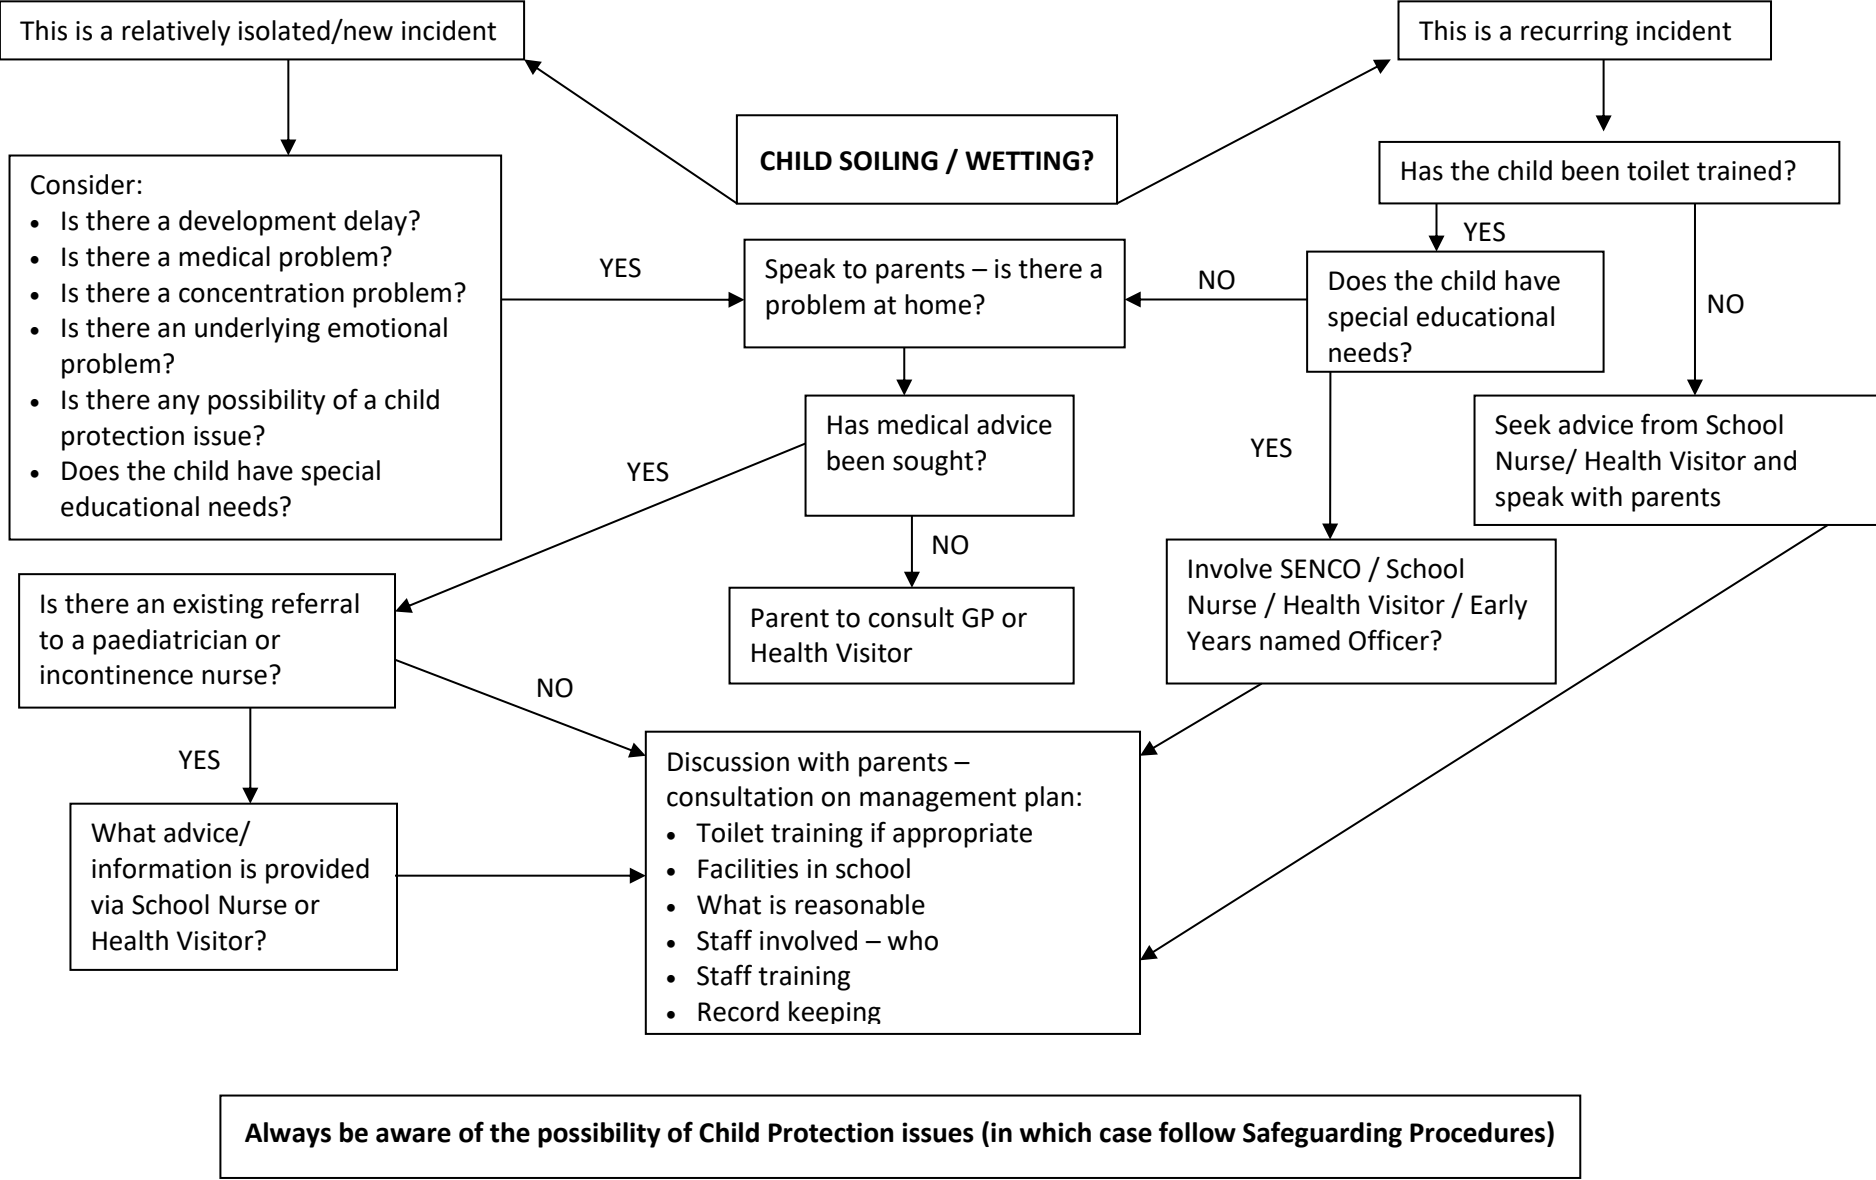 This is a relatively isolated/new incident
This is a recurring incident
CHILD SOILING / WETTING?
Has the child been toilet trained?
Consider:
• Is there a development delay?
• Is there a medical problem?
• Is there a concentration problem?
• Is there an underlying emotional
problem?
• Is there any possibility of a child
protection issue?
• Does the child have special
educational needs?
YES
Speak to parents – is there a
problem at home?
NO
YES
Does the child have
special educational
needs?
NO
Has medical advice
been sought?
YES
NO
YES
Seek advice from School
Nurse/ Health Visitor and
speak with parents
Is there an existing referral
to a paediatrician or
incontinence nurse?
Parent to consult GP or
Health Visitor
Involve SENCO / School
Nurse / Health Visitor / Early
Years named Officer?
NO
YES
What advice/
information is provided
via School Nurse or
Health Visitor?
Discussion with parents –
consultation on management plan:
• Toilet training if appropriate
• Facilities in school
• What is reasonable
• Staff involved – who
• Staff training
• Record keeping
Always be aware of the possibility of Child Protection issues (in which case follow Safeguarding Procedures)